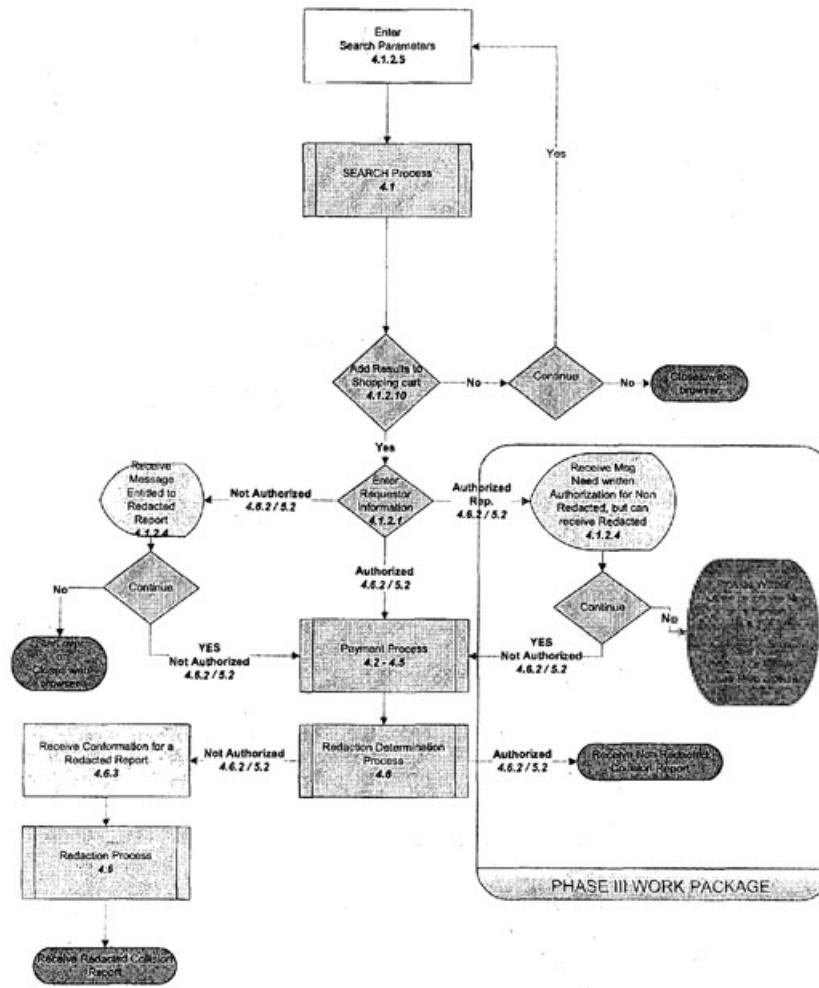 Enter
Search Parameters
4.1.2.5
Yes
SEARCH Process
4.1
Add Results to
Shopping cart
4.1.2.10
No
Continue
No
Close web
browser
Yes
Receive
Message
Entitled to
Redacted
Report
4.1.2.4
Not Authorized
4.6.2 / 5.2
Enter
Requestor
Information
4.1.2.1
Authorized
Rep.
4.6.2 / 5.2
Receive Msg
Need written
Authorization for Non
Redacted, but can
receive Redacted
4.1.2.4
No
Continue
Authorized
4.6.2 / 5.2
Continue
No
Close web
browser
YES
Not Authorized
4.6.2 / 5.2
Payment Process
4.2 - 4.5
YES
Not Authorized
4.6.2 / 5.2
Receive Conformation for a
Redacted Report
4.6.3
Not Authorized
4.6.2 / 5.2
Redaction Determination
Process
4.6
Authorized
4.6.2 / 5.2
Receive Non Redacted
Collision Report
Redaction Process
PHASE III WORK PACKAGE
Receive Redacted Collision
Report